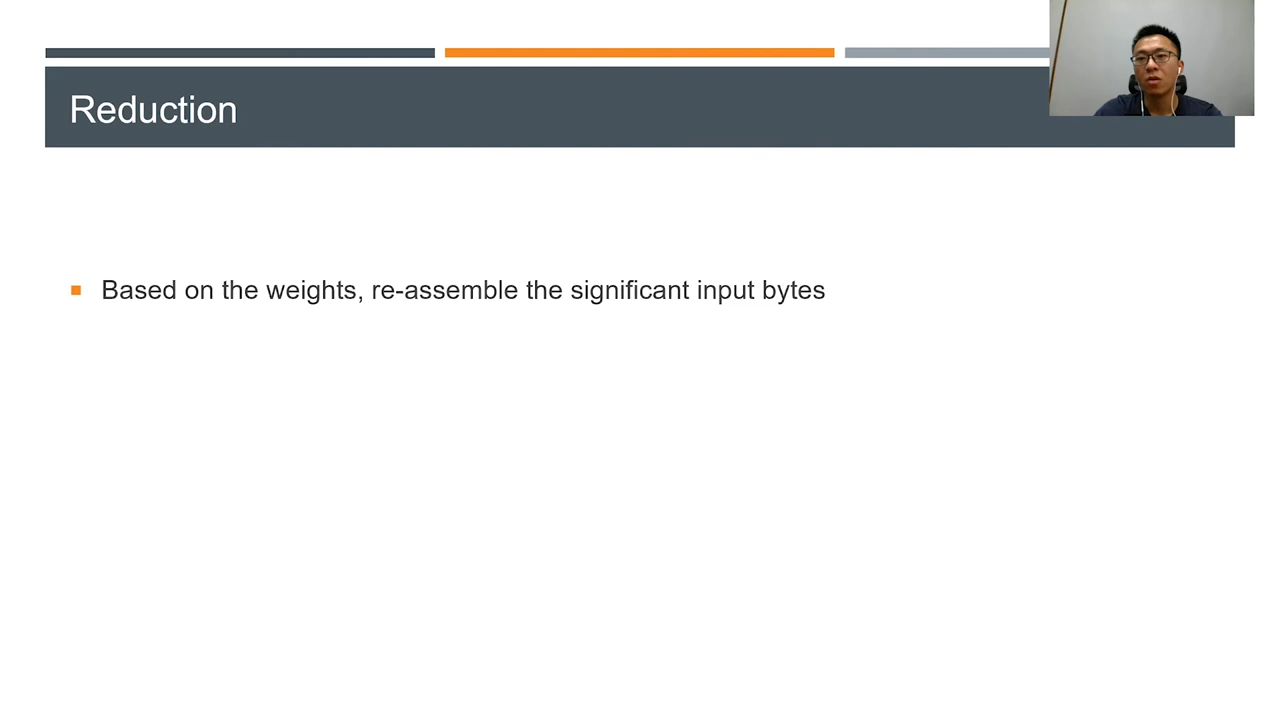 Reduction
Based on the weights, re-assemble the significant input bytes